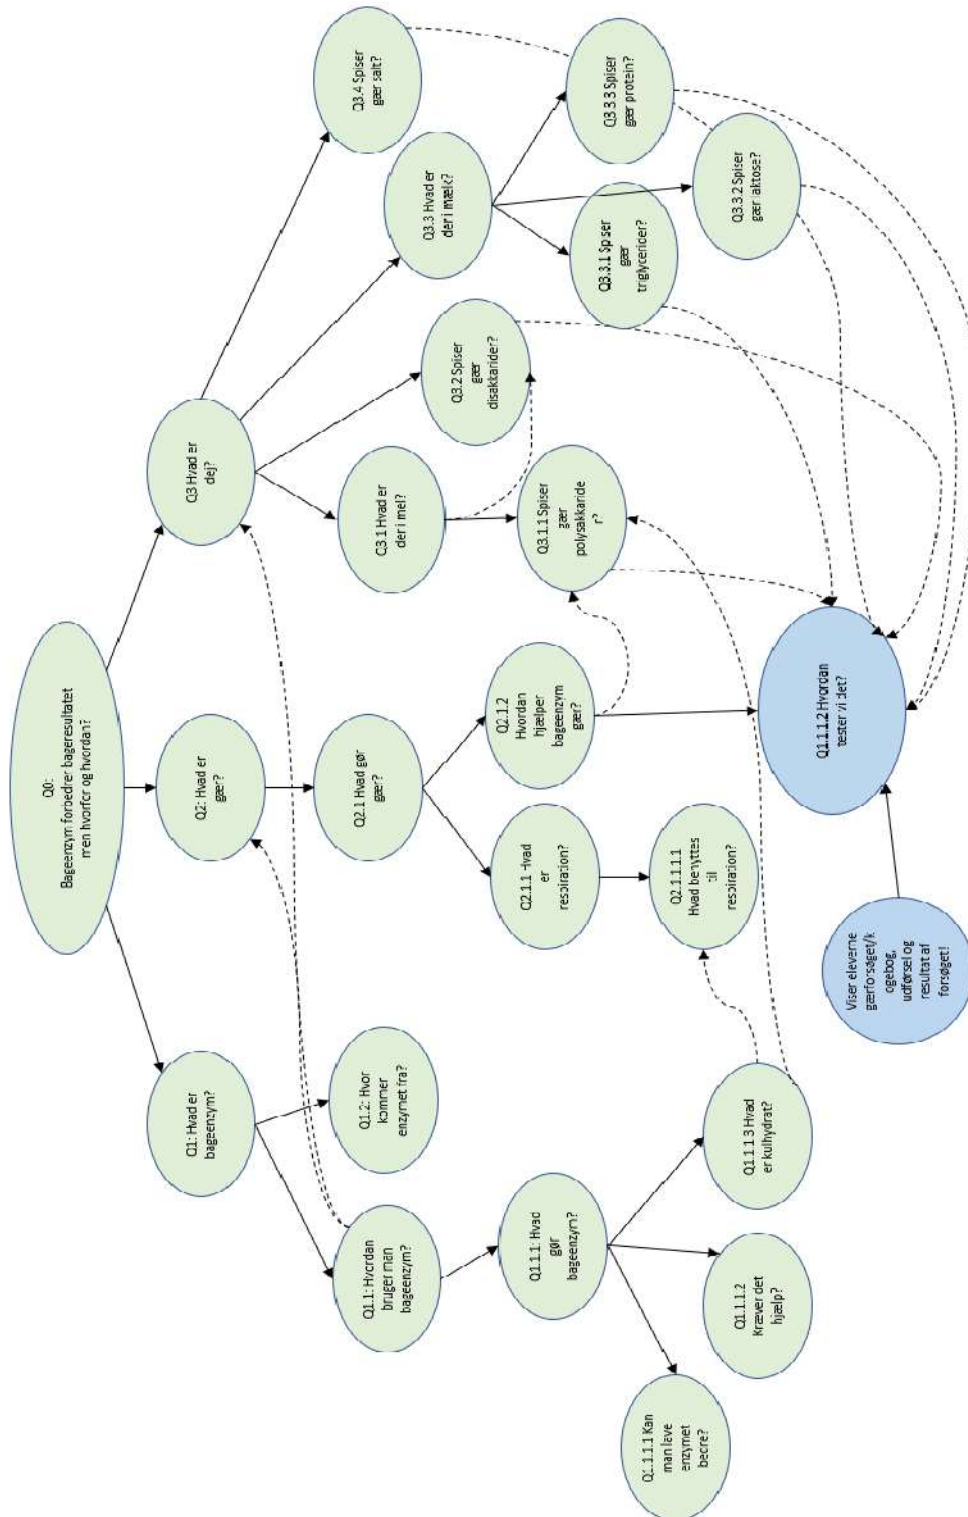 Q0:
Bageenzym forbedrer bageresultatet
men hvorfor og hvordan?
Q1: Hvad er
bageenzym?
Q2: Hvad er
gær?
Q3 Hvad er
dej?
Q1.1: Hvordan
bruger man
bageenzym?
Q1.2: Hvor
kommer
enzymet fra?
Q2.1 Hvad gør
gær?
Q3.1 Hvad er
der i mel?
Q3.2 Spiser
gær
disakkarider?
Q3.3 Hvad er
der i mælk?
Q3.4 Spiser
gær salt?
Q1.1.1: Hvad
gør
bageenzym?
Q2.1.1 Hvad
er
respiration?
Q2.1.2
Hvordan
hjælper
bageenzym
gær?
Q3.1.1 Spiser
gær
polysakkaride
r?
Q3.3.1 Spiser
gær
triglycerider?
Q3.3.2 Spiser
gær laktose?
Q3.3.3 Spiser
gær protein?
Q1.1.1.1 Kan
man lave
enzymet
bedre?
Q1.1.1.2
Kræver det
hjælp?
Q1.1.1.3 Hvad
er kulhydrat?
Q2.1.1.1.1
Hvad benyttes
til
respiration?
Q1.1.1.2 Hvordan
tester vi det?
Viser eleverne
gærforsøget/k
ogebog,
udførsel og
resultat af
forsøget!